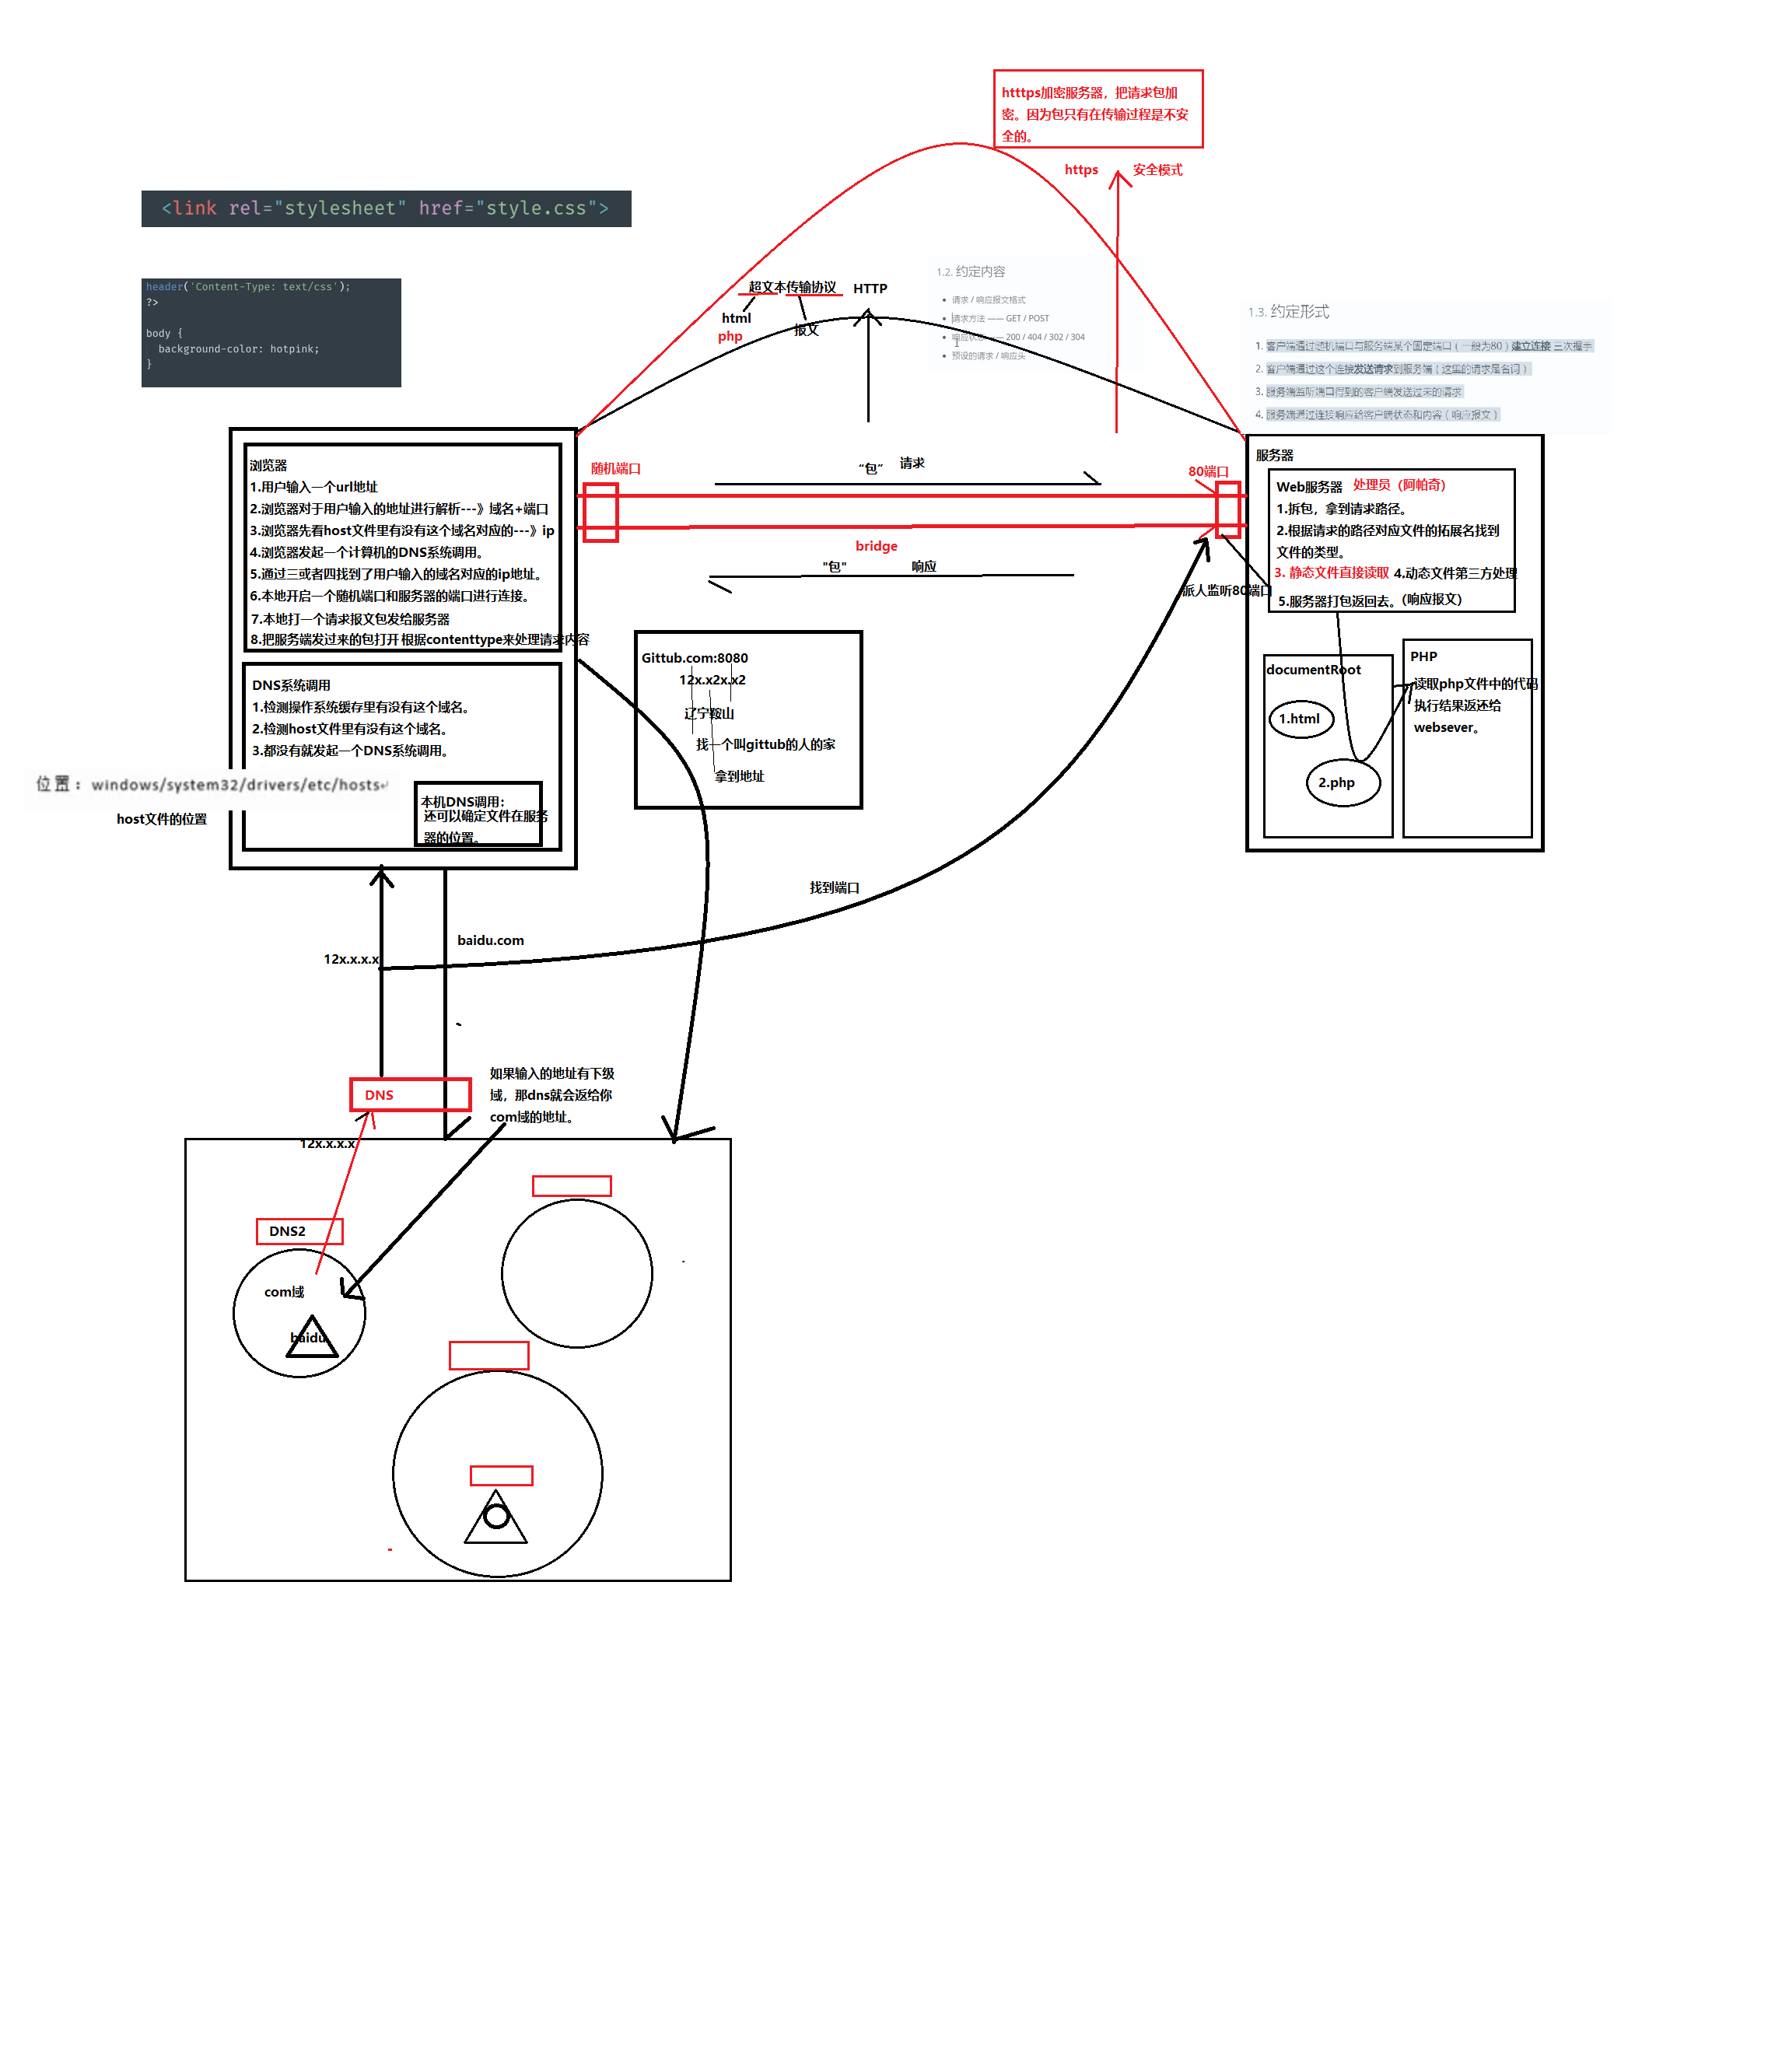 htttps加密服务器，把请求包加
密。因为包只有在传输过程是不安
全的。
https
安全模式
<link rel="stylesheet" href="style.css">
header('Content-Type: text/css');
?>
body {
background-color: hotpink;
}
超文本传输协议
HTTP
html
php
报文
1.2. 约定内容
请求 / 响应报文格式
请求方法 —— GET / POST
响应状态 —— 200 / 404 / 302 / 304
预设的请求 / 响应头
1.3. 约定形式
1. 客户端通过随机端口与服务端某个固定端口（一般为80）建立连接 三次握手
2. 客户端通过这个连接发送请求到服务端（这里的请求是名词）
3. 服务端监听端口得到的客户端发送过来的请求
4. 服务端通过连接响应给客户端状态和内容（响应报文）
浏览器
1.用户输入一个url地址
2.浏览器对于用户输入的地址进行解析---》域名+端口
3.浏览器先看host文件里有没有这个域名对应的---》ip
4.浏览器发起一个计算机的DNS系统调用。
5.通过三或者四找到了用户输入的域名对应的ip地址。
6.本地开启一个随机端口和服务器的端口进行连接。
7.本地打一个请求报文包发给服务器
8.把服务端发过来的包打开 根据contenttype来处理请求内容
DNS系统调用
1.检测操作系统缓存里有没有这个域名。
2.检测host文件里有没有这个域名。
3.都没有就发起一个DNS系统调用。
位置：windows/system32/drivers/etc/hosts
host文件的位置
本机DNS调用：
还可以确定文件在服务
器的位置。
随机端口
“包”
请求
80端口
bridge
"包"
响应
派人监听80端口
Gittub.com:8080
12x.x2x.x2
辽宁鞍山
找一个叫gittub的人的家
拿到地址
服务器
Web服务器
处理员（阿帕奇）
1.拆包，拿到请求路径。
2.根据请求的路径对应文件的拓展名找到
文件的类型。
3. 静态文件直接读取
4,动态文件第三方处理
5.服务器打包返回去。（响应报文）
documentRoot
1.html
2.php
PHP
读取php文件中的代码
执行结果返还给
websever。
找到端口
baidu.com
12x.x.x.x
DNS
如果输入的地址有下级
域，那dns就会返给你
com域的地址。
12x.x.x.x
DNS2
com域
baidu